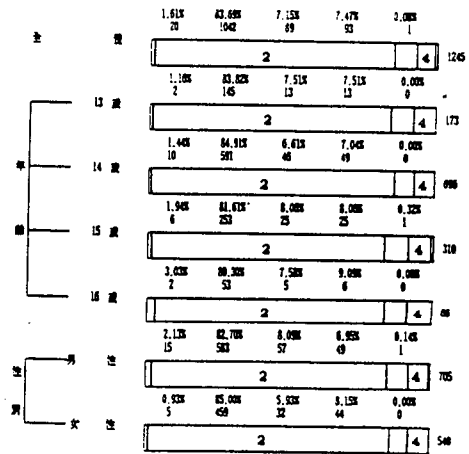 1.61% 83.69% 7.15% 7.47% 0.08%
20 1042 89 93 1
全 體 2 4 1245
1.16% 83.82% 7.51% 7.51% 0.00%
2 145 13 13 0
13 歲 2 4 173
1.44% 84.91% 6.61% 7.04% 0.00%
10 591 46 49 0
年 14 歲 2 4 696
1.94% 81.61% 8.06% 8.06% 0.32%
6 253 25 25 1
齡 15 歲 2 4 310
3.03% 80.30% 7.58% 9.09% 0.00%
2 53 5 6 0
16 歲 2 4 66
2.13% 82.70% 8.09% 6.95% 0.14%
15 583 57 49 1
性 男 性 2 4 705
0.93% 85.00% 5.93% 8.15% 0.00%
5 459 32 44 0
別 女 性 2 4 540